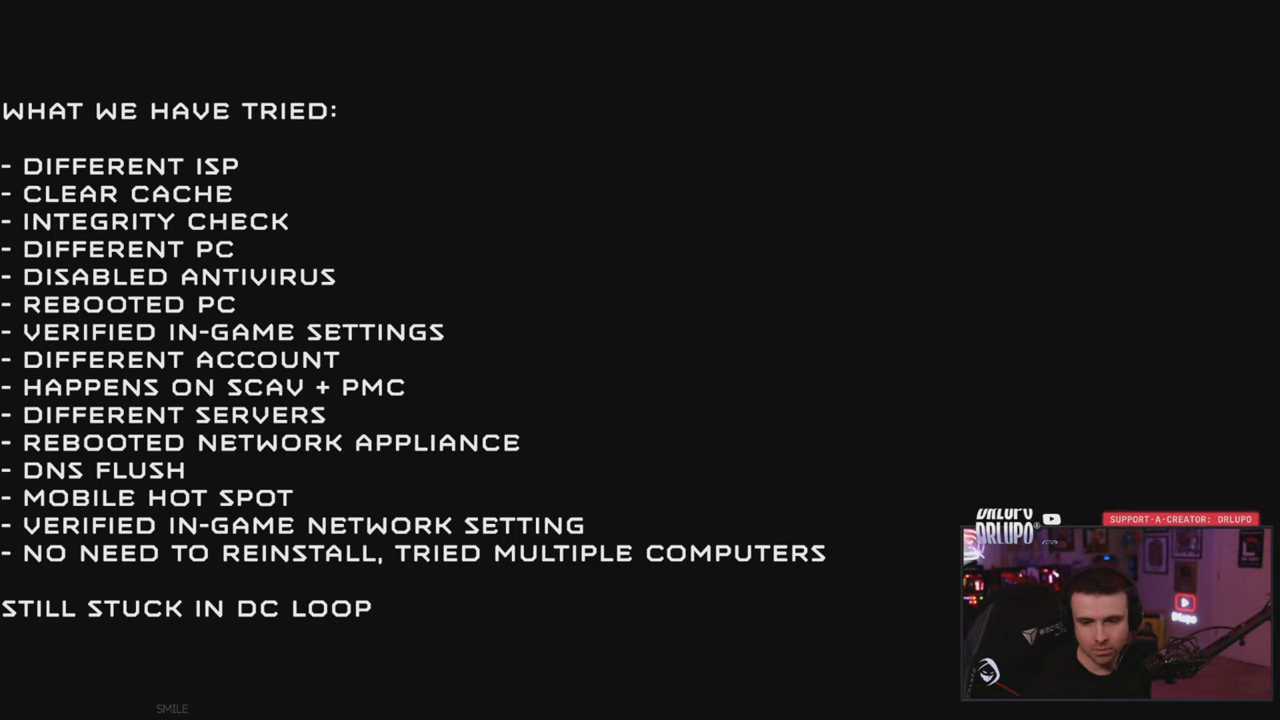 WHAT WE HAVE TRIED:
- DIFFERENT ISP
- CLEAR CACHE
- INTEGRITY CHECK
- DIFFERENT PC
- DISABLED ANTIVIRUS
- REBOOTED PC
- VERIFIED IN-GAME SETTINGS
- DIFFERENT ACCOUNT
- HAPPENS ON SCAV + PMC
- DIFFERENT SERVERS
- REBOOTED NETWORK APPLIANCE
- DNS FLUSH
- MOBILE HOT SPOT
- VERIFIED IN-GAME NETWORK SETTING
- NO NEED TO REINSTALL, TRIED MULTIPLE COMPUTERS
STILL STUCK IN DC LOOP
DRLUPO
DRLUPO
SUPPORT-A-CREATOR: DRLUPO
DrLupo
SMILE